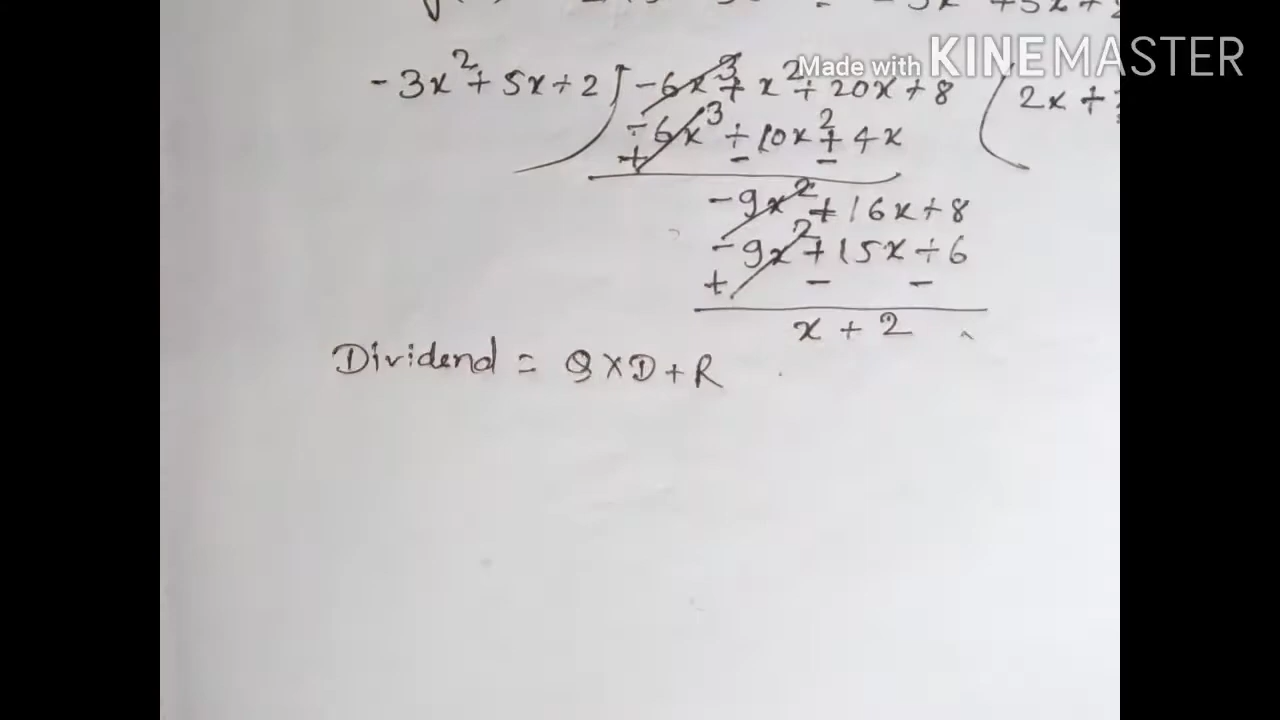 Made with KINEMASTER
-3x²+5x+2) -6x³+x²+20x+8 (2x+
-6x³+10x²+4x
+ - -
-9x²+16x+8
-9x²+15x+6
+ - -
x+2
Dividend = Q×D+R